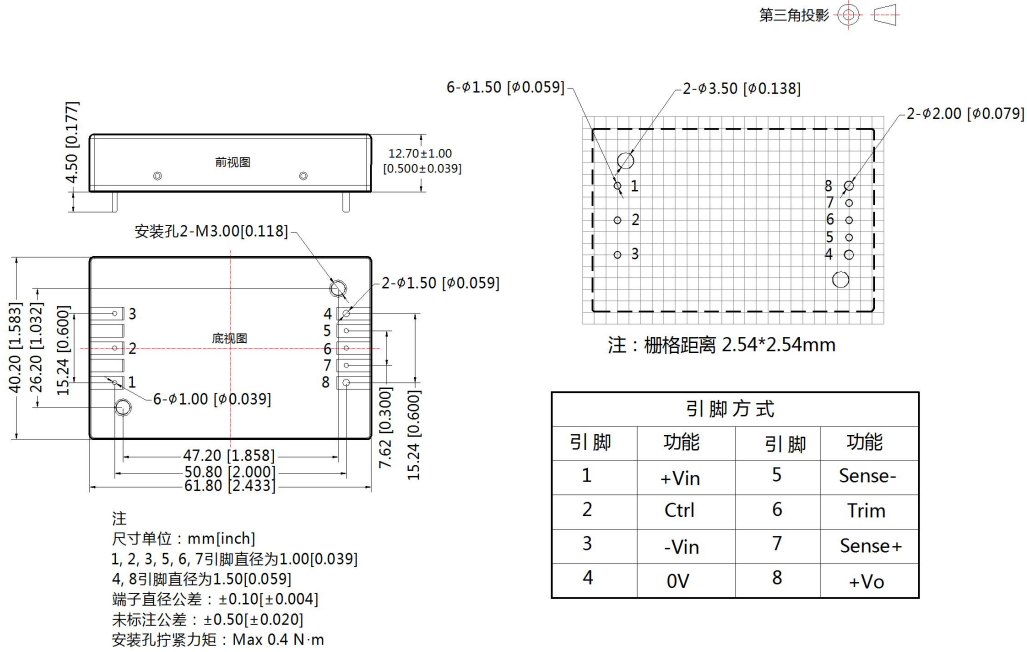 第三角投影
6-ø1.50 [ø0.059]
2-ø3.50 [ø0.138]
2-ø2.00 [ø0.079]
4.50 [0.177]
前视图
12.70±1.00
[0.500±0.039]
1
2
3
8
7
6
5
4
注：栅格距离 2.54*2.54mm
安装孔2-M3.00[0.118]
2-ø1.50 [ø0.059]
40.20 [1.583]
26.20 [1.032]
15.24 [0.600]
3
2
1
底视图
4
5
6
7
8
6-ø1.00 [ø0.039]
7.62 [0.300]
15.24 [0.600]
47.20 [1.858]
50.80 [2.000]
61.80 [2.433]
引脚方式
引脚 功能 引脚 功能
1 +Vin 5 Sense-
2 Ctrl 6 Trim
3 -Vin 7 Sense+
4 0V 8 +Vo
注
尺寸单位：mm[inch]
1, 2, 3, 5, 6, 7引脚直径为1.00[0.039]
4, 8引脚直径为1.50[0.059]
端子直径公差：±0.10[±0.004]
未标注公差：±0.50[±0.020]
安装孔拧紧力矩：Max 0.4 N·m